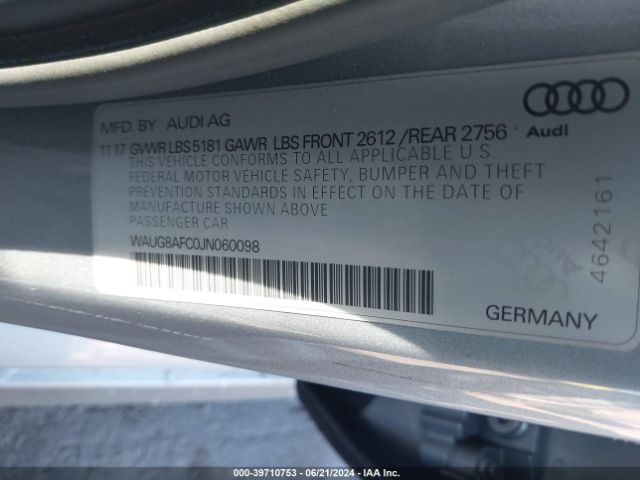 MFD. BY AUDI AG
11 17 GVWR LBS 5181 GAWR LBS FRONT 2612 /REAR 2756
Audi
THIS VEHICLE CONFORMS TO ALL APPLICABLE U S
FEDERAL MOTOR VEHICLE SAFETY, BUMPER AND THEFT
PREVENTION STANDARDS IN EFFECT ON THE DATE OF
MANUFACTURE SHOWN ABOVE
PASSENGER CAR
WAUG8AFC0JN060098
4642161
GERMANY
000-39710753 | 06/21/2024 | IAA Inc.